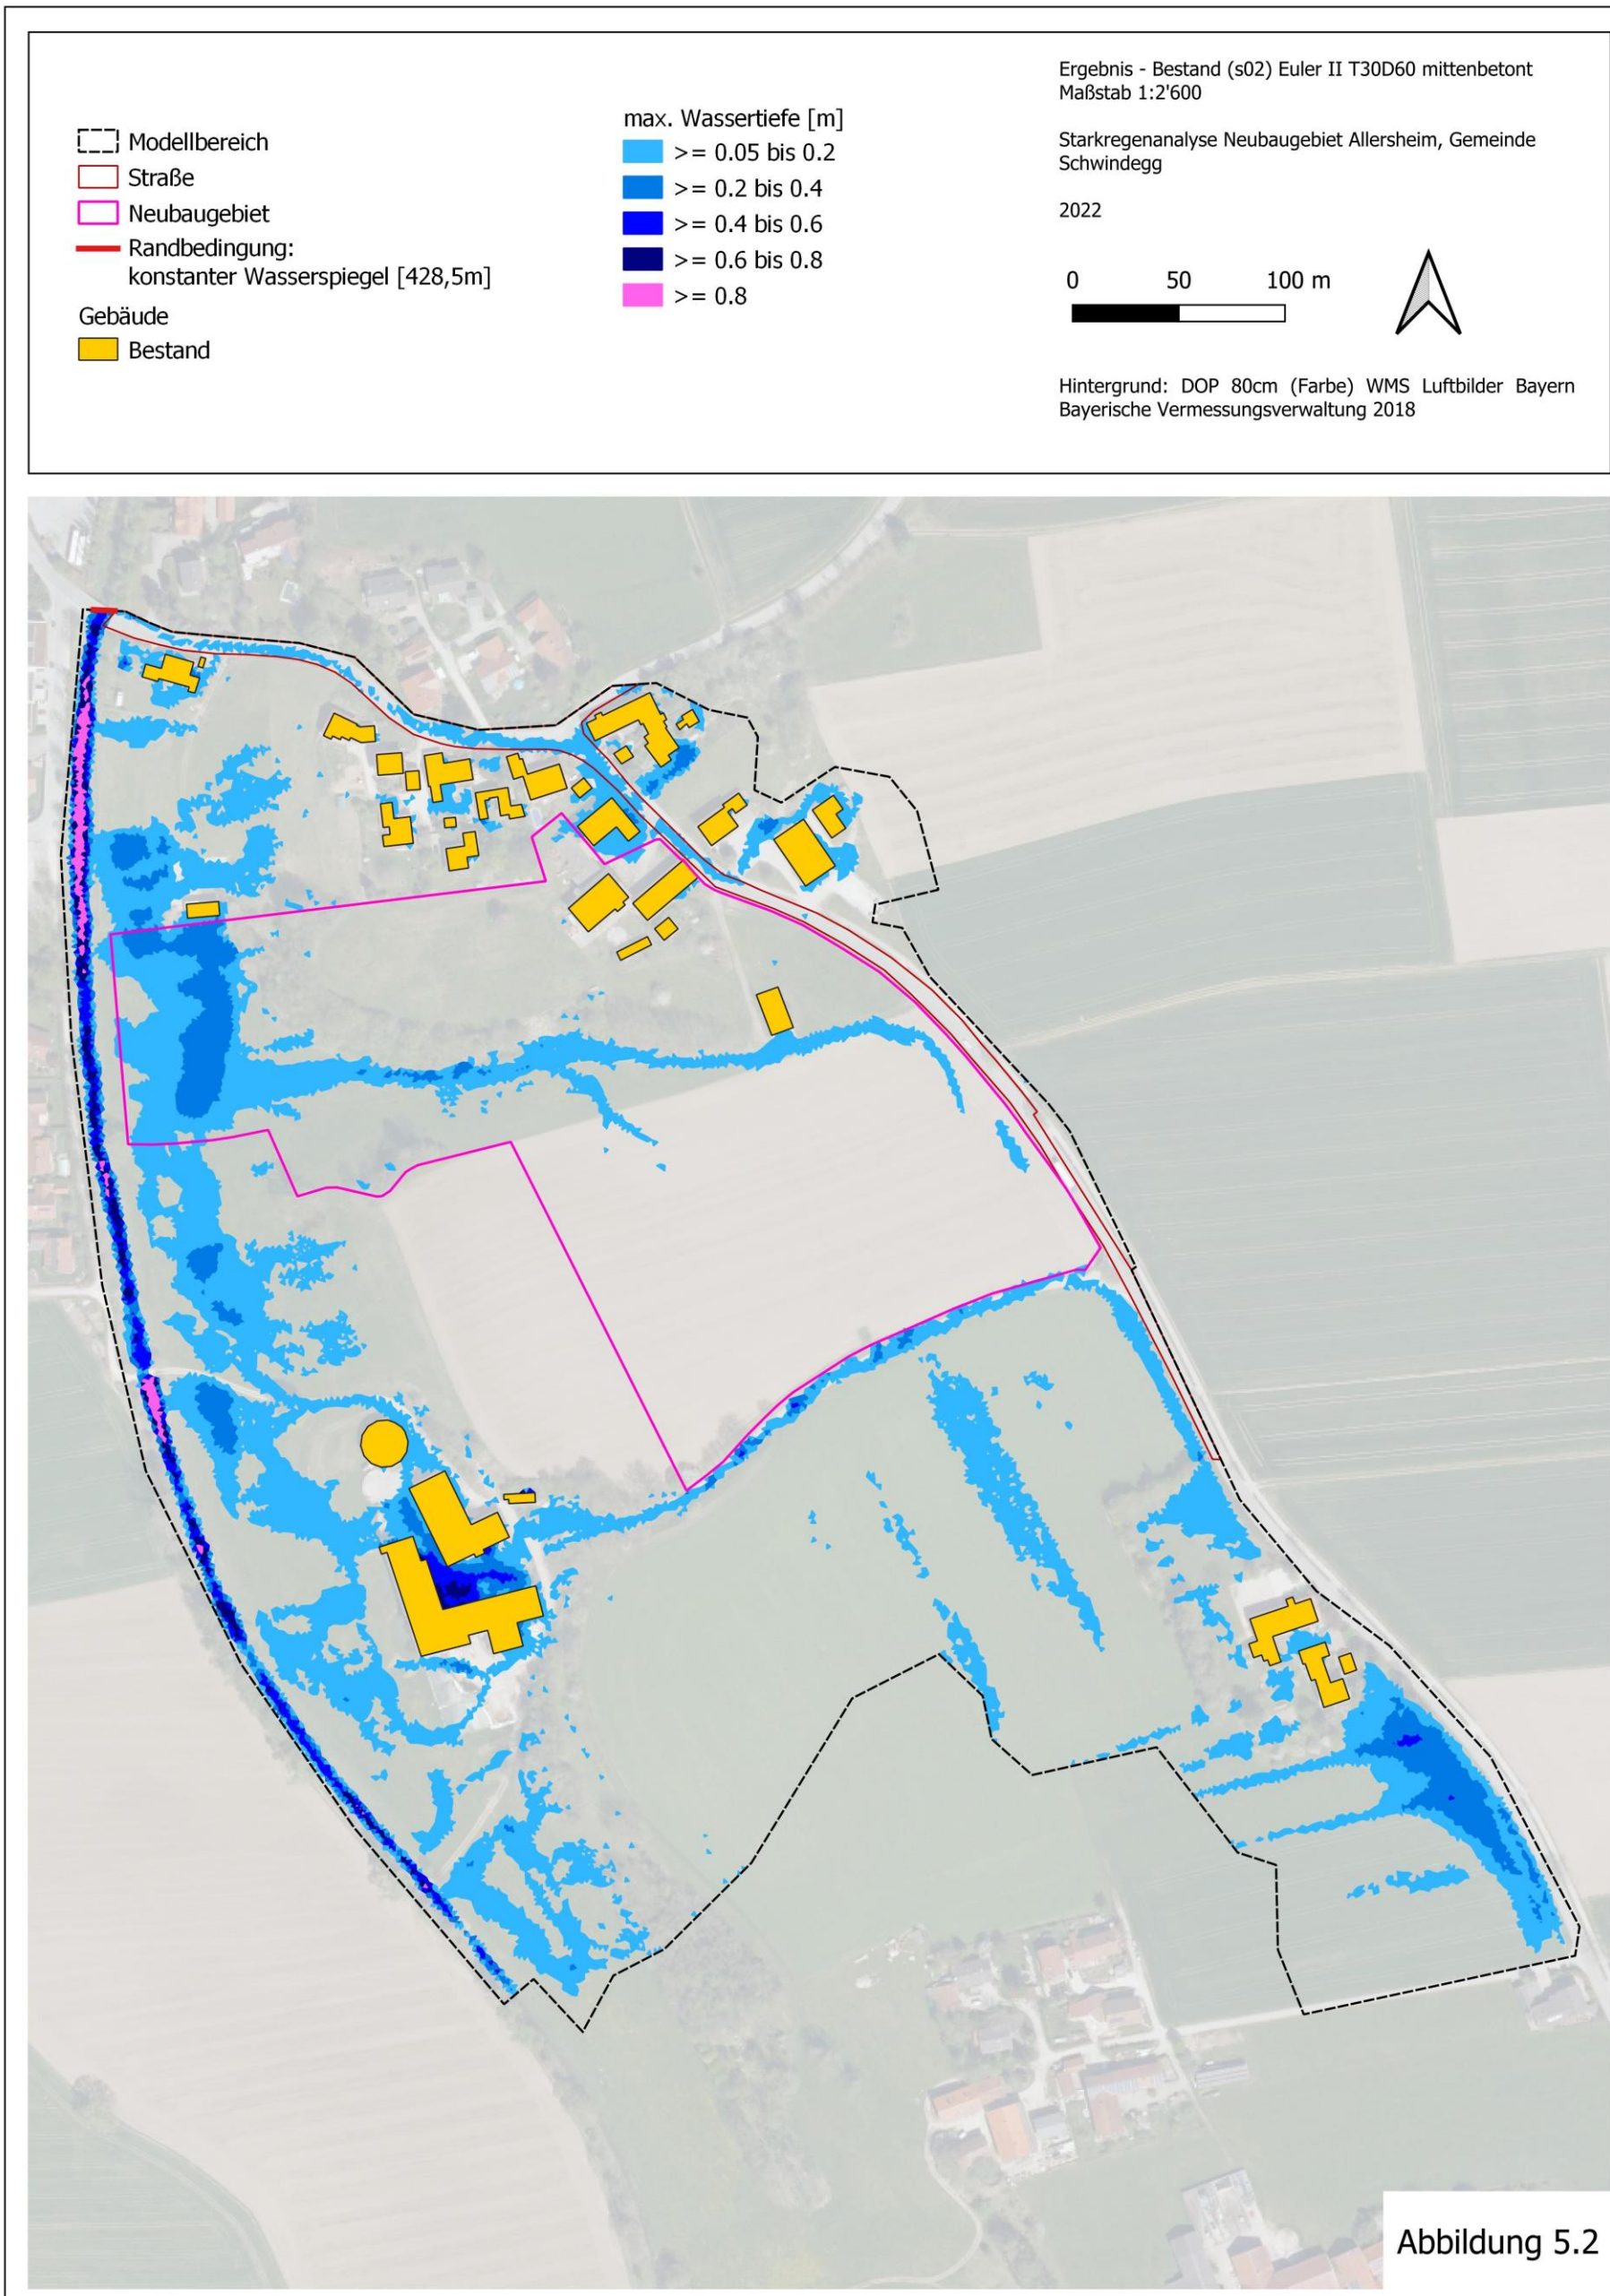 Modellbereich
Straße
Neubaugebiet
Randbedingung:
konstanter Wasserspiegel [428,5m]
Gebäude
Bestand
max. Wassertiefe [m]
>= 0.05 bis 0.2
>= 0.2 bis 0.4
>= 0.4 bis 0.6
>= 0.6 bis 0.8
>= 0.8
Ergebnis - Bestand (s02) Euler II T30D60 mittenbetont
Maßstab 1:2'600
Starkregenanalyse Neubaugebiet Allersheim, Gemeinde
Schwindegg
2022
0 50 100 m
Hintergrund: DOP 80cm (Farbe) WMS Luftbilder Bayern
Bayerische Vermessungsverwaltung 2018
Abbildung 5.2